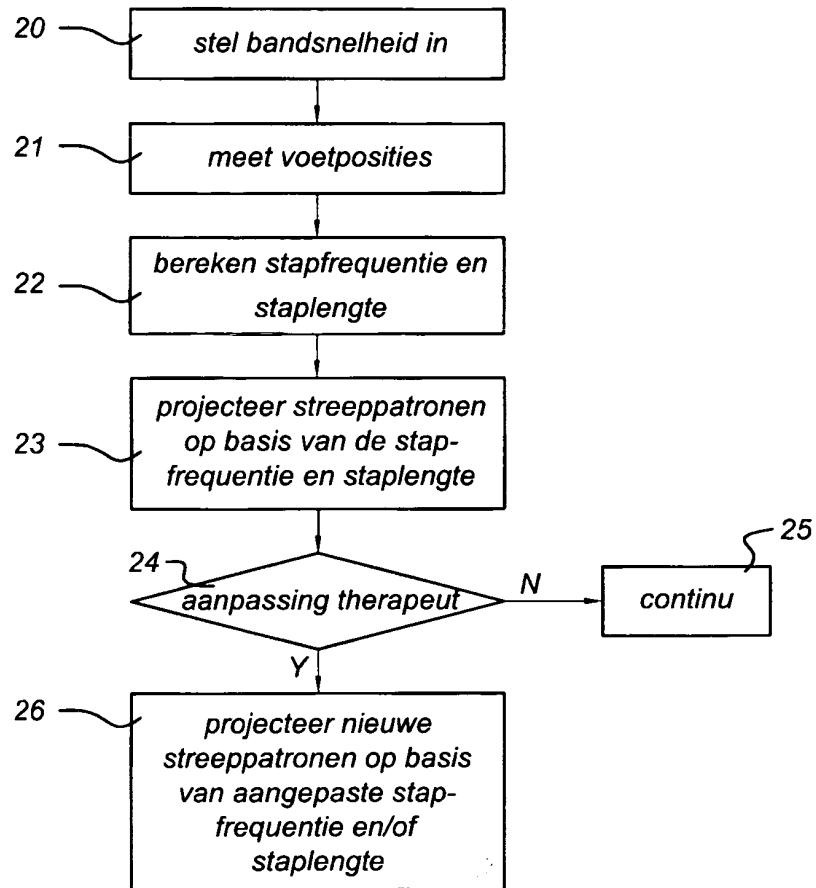 20
stel bandsnelheid in
21
meet voetposities
22
bereken stapfrequentie en
staplengte
23
projecteer streeppatronen
op basis van de stap-
frequentie en staplengte
24
aanpassing therapeut
N
25
continu
Y
26
projecteer nieuwe
streeppatronen op basis
van aangepaste stap-
frequentie en/of
staplengte